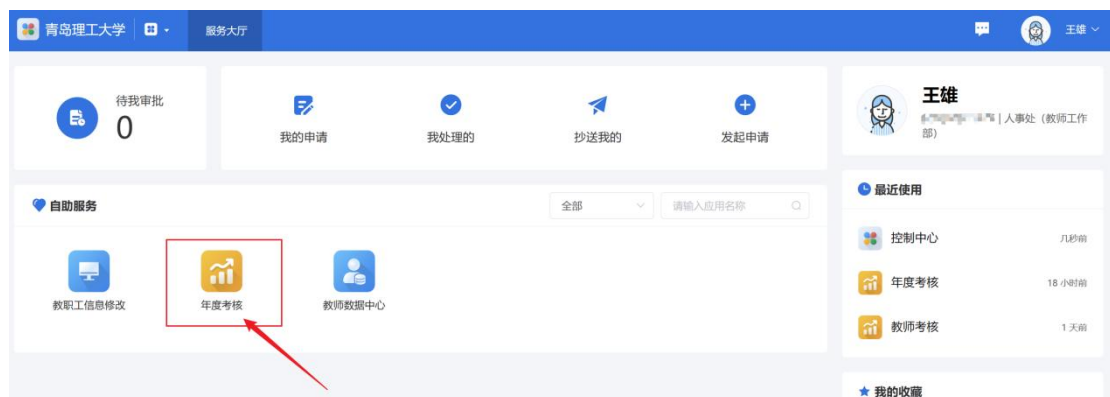 青岛理工大学
服务大厅
王雄
待我审批
0
我的申请
我处理的
抄送我的
发起申请
王雄
| 人事处（教师工作
部）
自助服务
全部
请输入应用名称
教职工信息修改
年度考核
教师数据中心
最近使用
控制中心 几秒前
年度考核 18 小时前
教师考核 1 天前
我的收藏